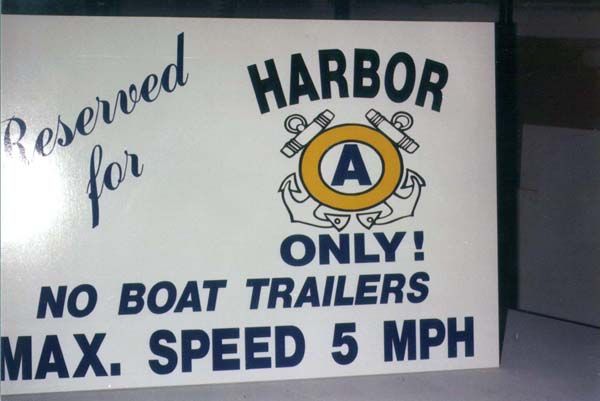 Reserved
for
HARBOR
A
ONLY!
NO BOAT TRAILERS
MAX. SPEED 5 MPH